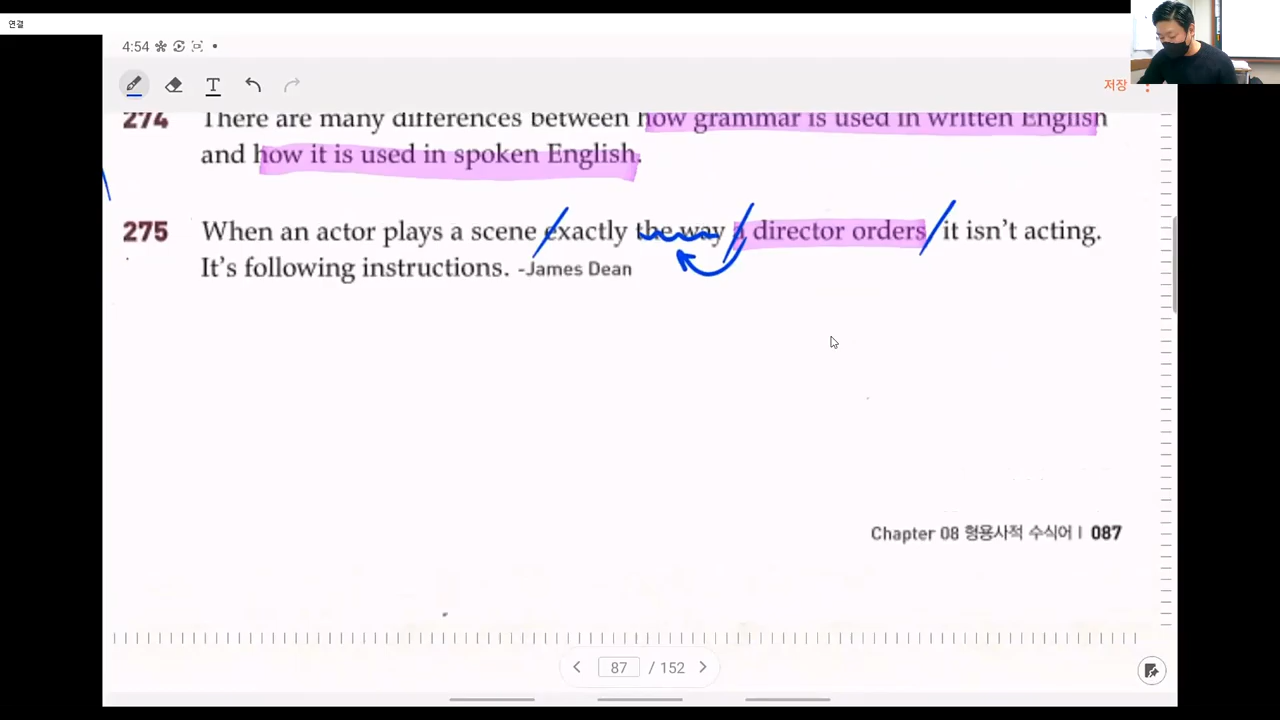 연결
4:54
T
저장
274 There are many differences between how grammar is used in written English
and how it is used in spoken English.
275 When an actor plays a scene exactly the way a director orders, it isn't acting.
It's following instructions. -James Dean
Chapter 08 형용사적 수식어 | 087
87 / 152